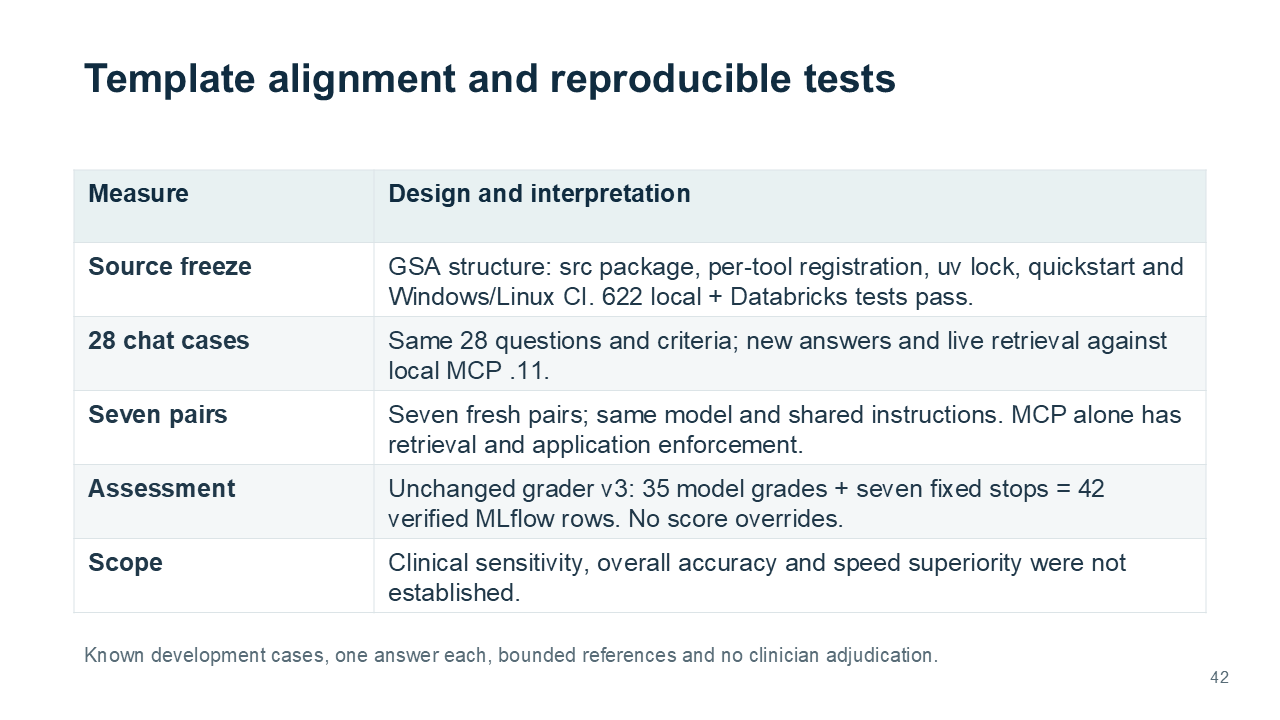 Template alignment and reproducible tests
Measure
Design and interpretation
Source freeze
GSA structure: src package, per-tool registration, uv lock, quickstart and
Windows/Linux CI. 622 local + Databricks tests pass.
28 chat cases
Same 28 questions and criteria; new answers and live retrieval against
local MCP .11.
Seven pairs
Seven fresh pairs; same model and shared instructions. MCP alone has
retrieval and application enforcement.
Assessment
Unchanged grader v3: 35 model grades + seven fixed stops = 42
verified MLflow rows. No score overrides.
Scope
Clinical sensitivity, overall accuracy and speed superiority were not
established.
Known development cases, one answer each, bounded references and no clinician adjudication.
42